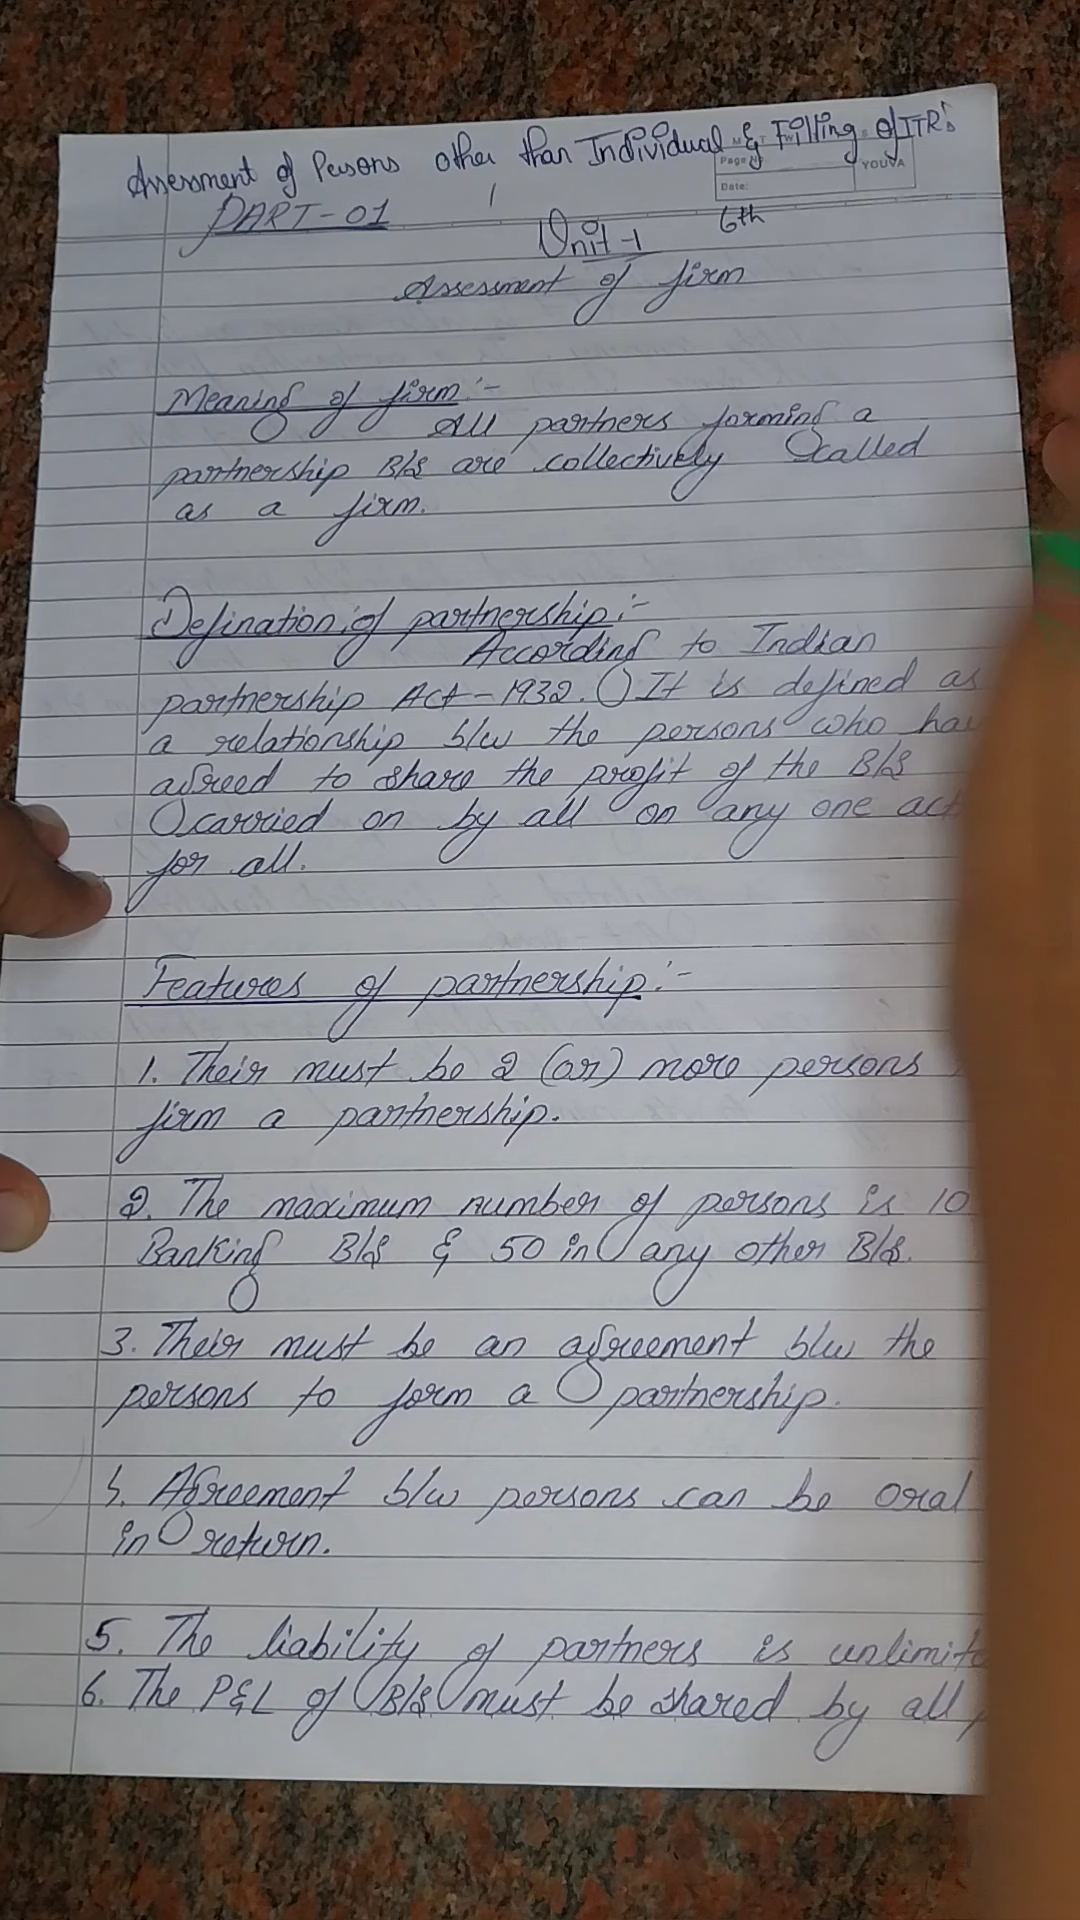 Assessment of Persons other than Individual & Filling of ITR's
Page
YOUVA
Date:
PART-01
1
6th
Unit-1
Assessment of firm
Meaning of firm :-
All partners forming a
partnership B/S are collectively called
as a firm.
Defination of partnership :-
According to Indian
partnership Act-1932. It is defined as
a relationship b/w the persons who
agreed to share the profit of the B/S
carried on by all on any one
for all.
Features of partnership :-
1. Their must be 2 (or) more persons
firm a partnership.
2. The maximum number of persons is 10
Banking B/S & 50 in any other B/S.
3. Their must be an agreement b/w the
persons to form a partnership.
4. Agreement b/w persons can be oral
in return.
5. The liability of partners is
6. The P&L of B/S must be shared by all